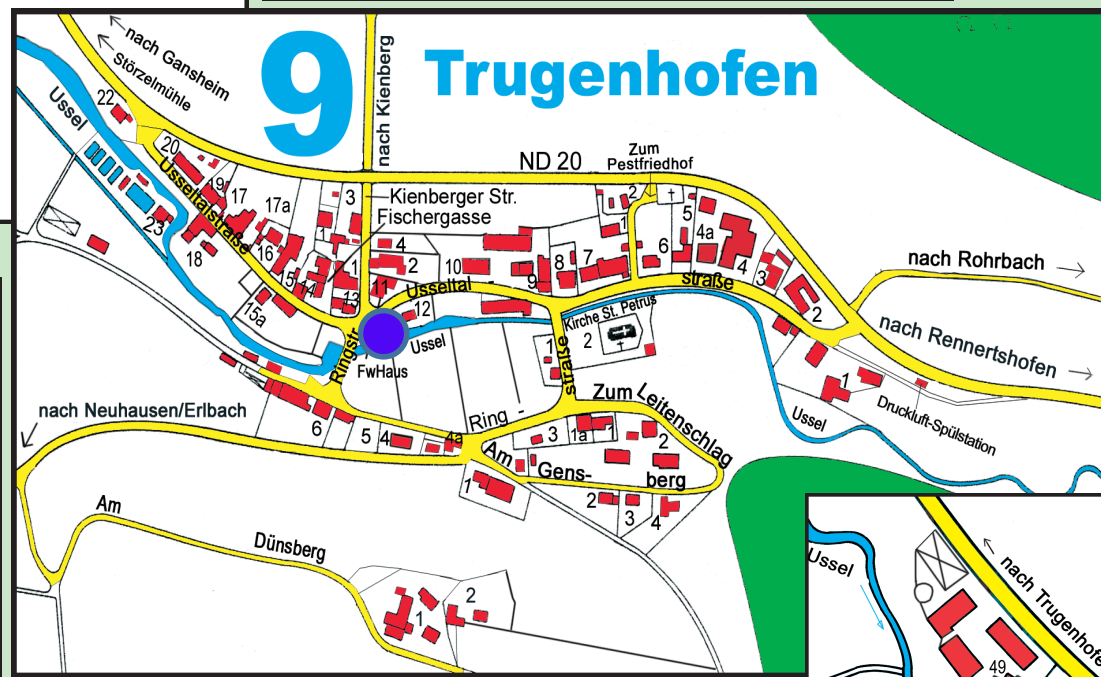 9
Trugenhofen
nach Gansheim
Störzelmühle
nach Kienberg
Ussel
22
20
Usseltalstraße
19
17
17a
16
15
14
13
18
23
15a
ND 20
Zum
Pestfriedhof
Kienberger Str.
Fischergasse
3
1
1
4
2
11
10
12
9
8
7
Usseltal
straße
2
1
6
5
4a
4
3
2
nach Rohrbach
nach Rennertshofen
Kirche St. Petrus
2
1
Ussel
FwHaus
Ringstr.
Ring -
straße
Zum Leitenschlag
3
1a
1
2
Am
Gens-
berg
2
3
4
1
6
5
4
4a
nach Neuhausen/Erlbach
1
Druckluft-Spülstation
Ussel
Am
Dünsberg
1
2
Ussel
nach Trugenhofe
49